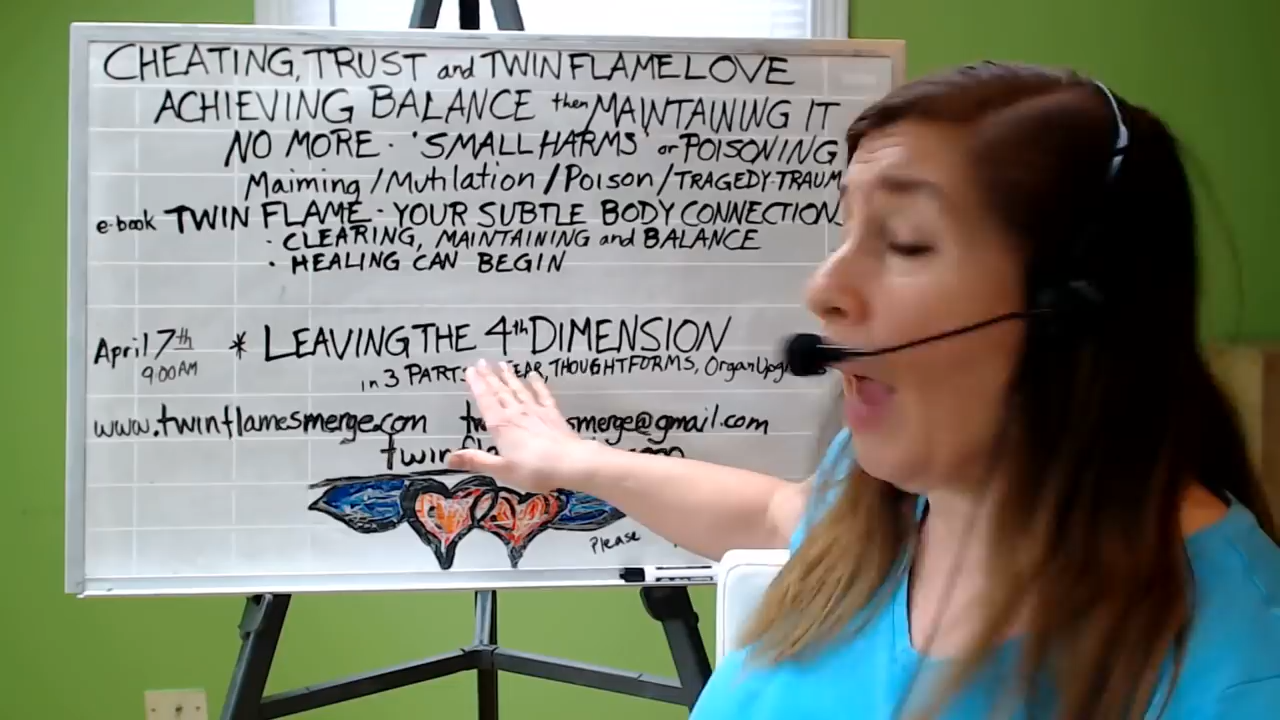 CHEATING, TRUST and TWIN FLAME LOVE
ACHIEVING BALANCE then MAINTAINING IT
NO MORE · 'SMALL HARMS' or POISONING
Maiming / Mutilation / Poison / TRAGEDY-TRAUM
e-book TWIN FLAME - YOUR SUBTLE BODY CONNECTION
· CLEARING, MAINTAINING and BALANCE
· HEALING CAN BEGIN
April 7th * LEAVING THE 4th DIMENSION
9:00AM in 3 PARTS THOUGHTFORMS,
www.twinflamesmerge.com smerge@gmail.com
Please